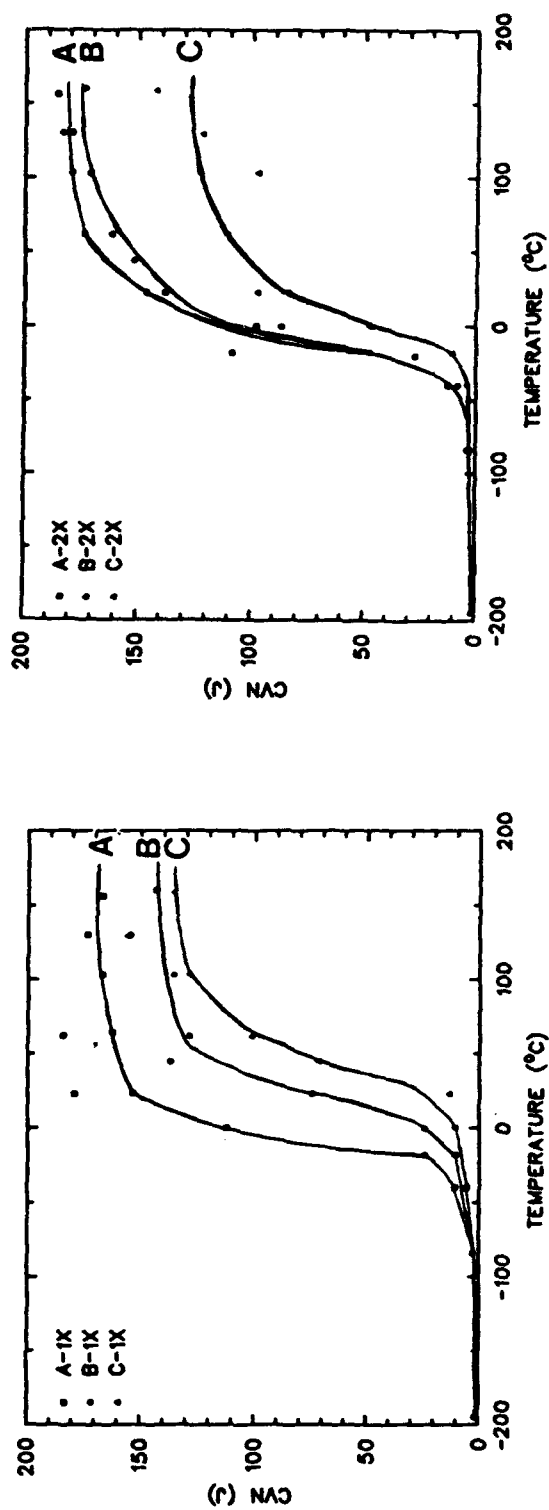 200
150
100
50
0
CVN (J)
A-1X
B-1X
C-1X
A
B
C
-200
-100
0
100
200
TEMPERATURE (°C)
200
150
100
50
0
CVN (J)
A-2X
B-2X
C-2X
A
B
C
-200
-100
0
100
200
TEMPERATURE (°C)